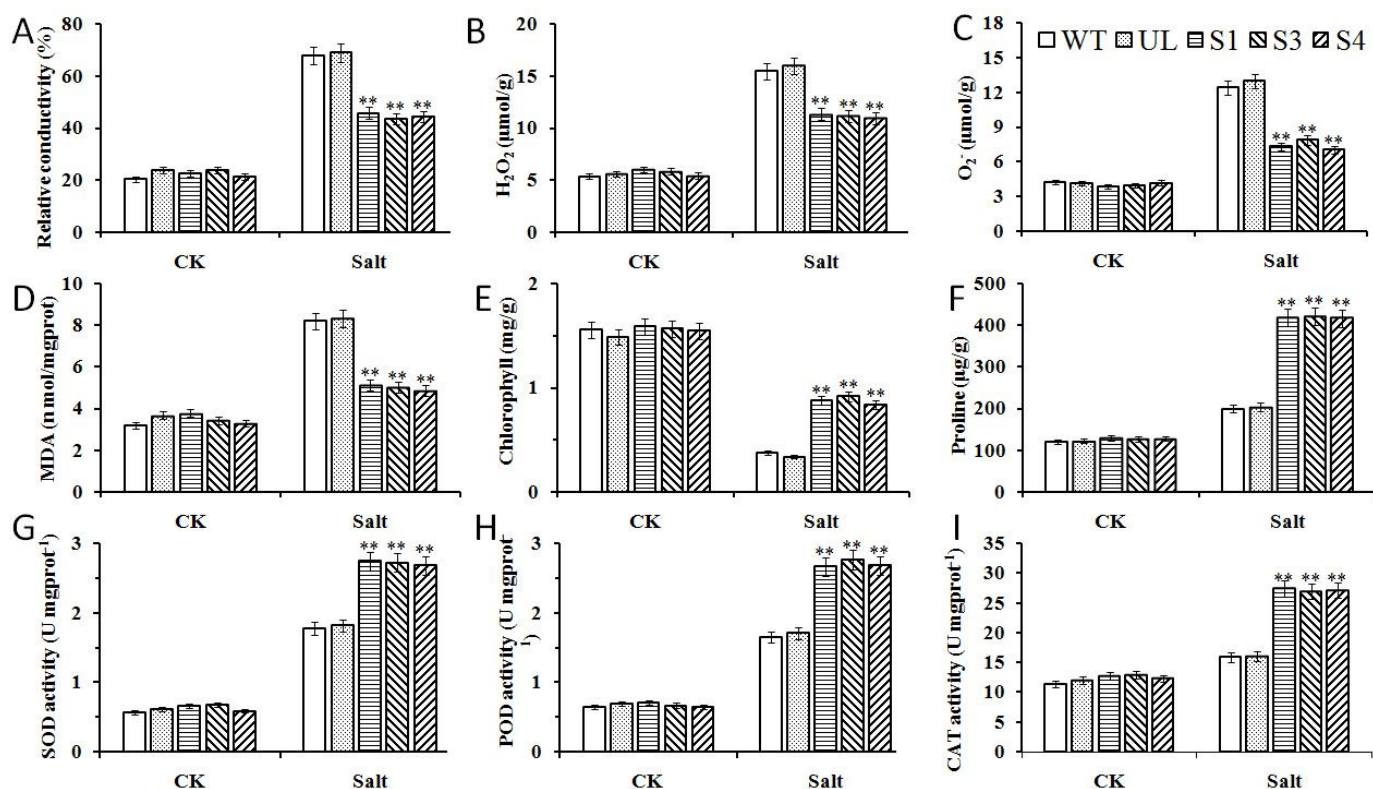 A
Relative conductivity (%)
80
60
40
20
0
CK Salt
**
**
**
B
H₂O₂ (μmol/g)
20
15
10
5
0
CK Salt
**
**
**
C
WT UL S1 S3 S4
O₂⁻ (μmol/g)
18
15
12
9
6
3
0
CK Salt
**
**
**
D
MDA (n mol/mgprot)
10
8
6
4
2
0
CK Salt
**
**
**
E
Chlorophyll (mg/g)
2
1
1
0
CK Salt
**
**
**
F
Proline (μg/g)
500
400
300
200
100
0
CK Salt
**
**
**
G
SOD activity (U mgprot⁻¹)
3
2
1
0
CK Salt
**
**
**
H
POD activity (U mgprot⁻
¹)
3
2
1
0
CK Salt
**
**
**
I
CAT activity (U mgprot⁻¹)
35
30
25
20
15
10
5
0
CK Salt
**
**
**